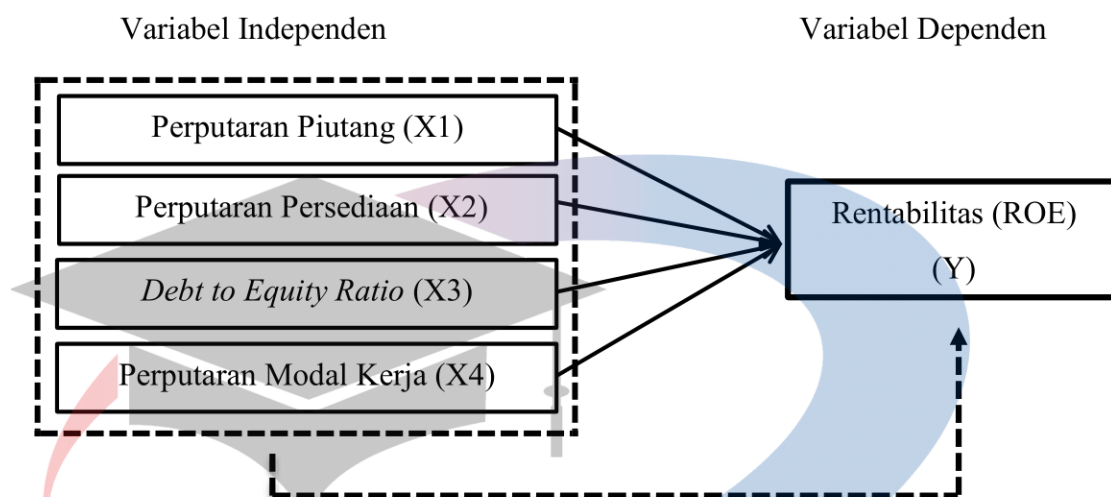 Variabel Independen
Variabel Dependen
Perputaran Piutang (X1)
Perputaran Persediaan (X2)
Debt to Equity Ratio (X3)
Perputaran Modal Kerja (X4)
Rentabilitas (ROE)
(Y)